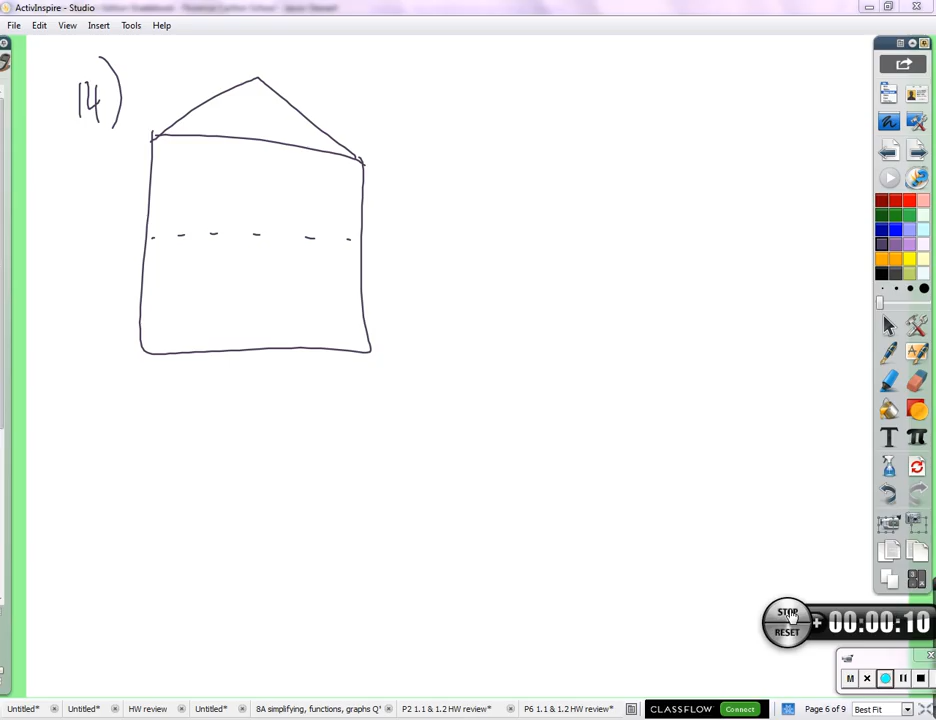 ActivInspire - Studio
File Edit View Insert Tools Help
14)
STOP
RESET
+ 00:00:10
M
Untitled* Untitled* HW review Untitled* 8A simplifying, functions, graphs Q' P2 1.1 & 1.2 HW review* P6 1.1 & 1.2 HW review* CLASSFLOW Connect Page 6 of 9 Best Fit